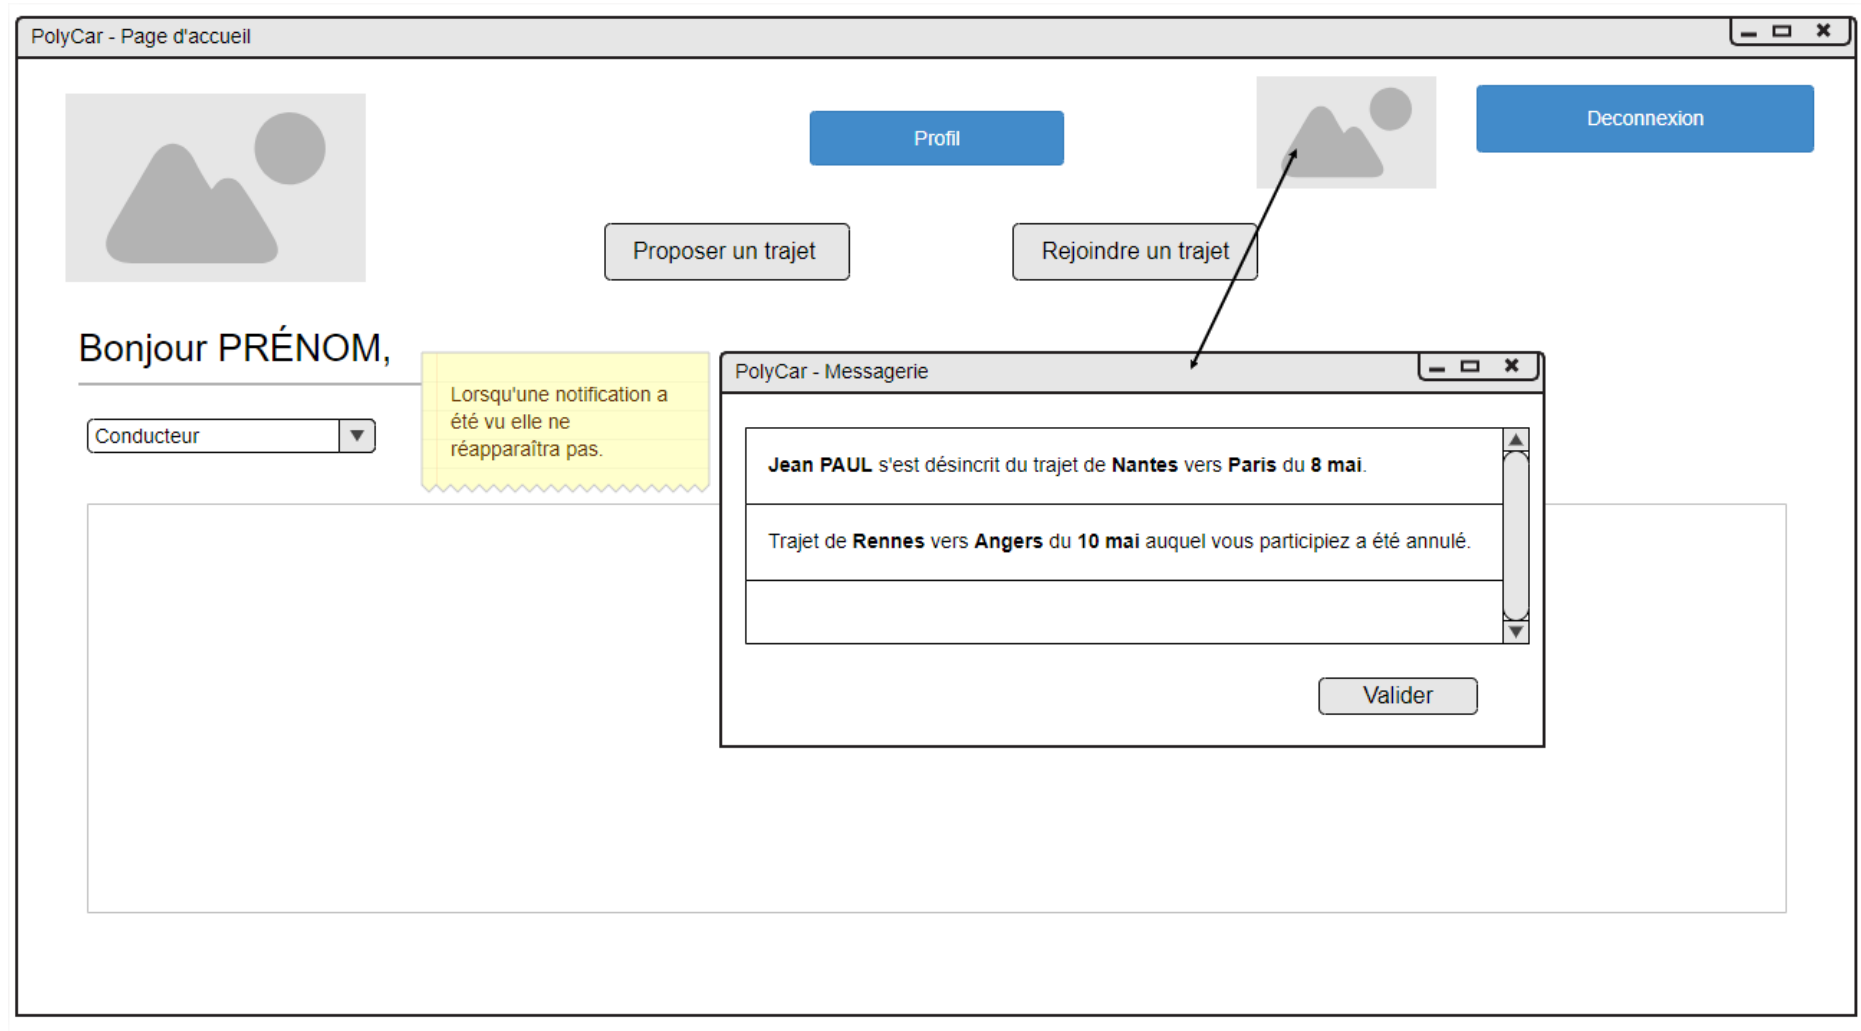 PolyCar - Page d'accueil
Profil
Deconnexion
Proposer un trajet
Rejoindre un trajet
Bonjour PRÉNOM,
Conducteur
Lorsqu'une notification a
été vu elle ne
réapparaîtra pas.
PolyCar - Messagerie
Jean PAUL s'est désincrit du trajet de Nantes vers Paris du 8 mai.
Trajet de Rennes vers Angers du 10 mai auquel vous participiez a été annulé.
Valider